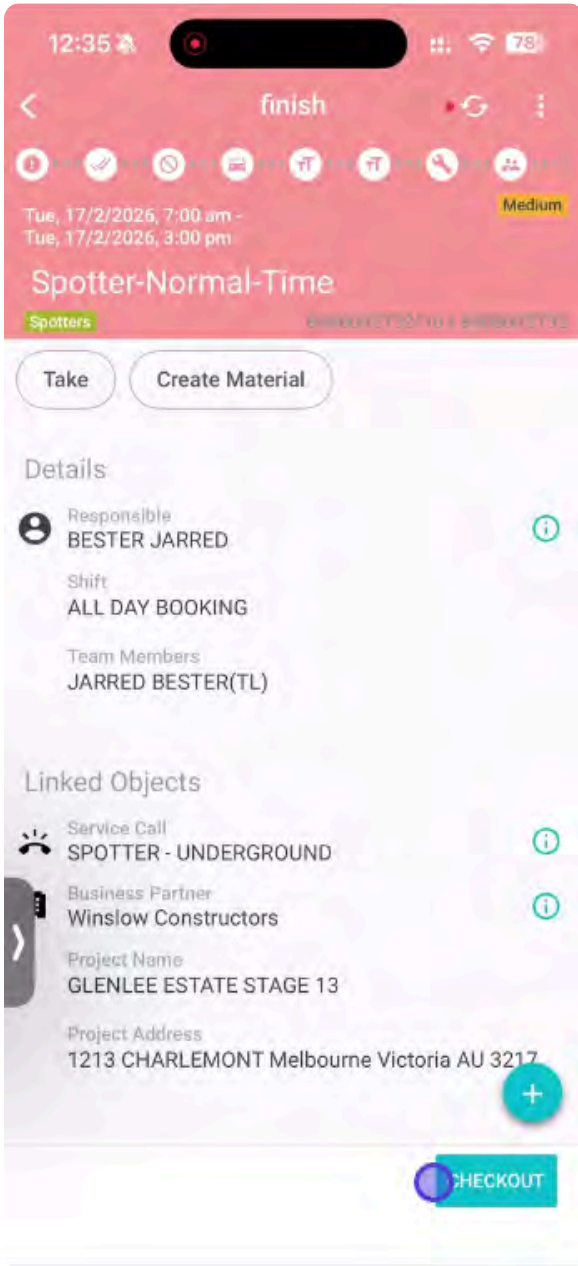 12:35
78
finish
Tue, 17/2/2026, 7:00 am -
Tue, 17/2/2026, 3:00 pm
Medium
Spotter-Normal-Time
Spotters
Take
Create Material
Details
Responsible
BESTER JARRED
Shift
ALL DAY BOOKING
Team Members
JARRED BESTER(TL)
Linked Objects
Service Call
SPOTTER - UNDERGROUND
Business Partner
Winslow Constructors
Project Name
GLENLEE ESTATE STAGE 13
Project Address
1213 CHARLEMONT Melbourne Victoria AU 3217
CHECKOUT